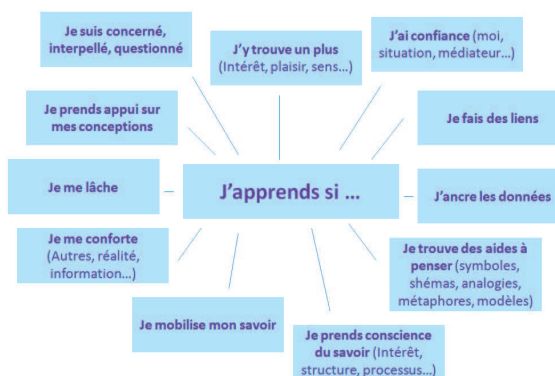 Je suis concerné,
interpellé, questionné
J'y trouve un plus
(Intérêt, plaisir, sens...)
J'ai confiance (moi,
situation, médiateur...)
Je prends appui sur
mes conceptions
Je fais des liens
Je me lâche
J'apprends si ...
J'ancre les données
Je me conforte
(Autres, réalité,
information...)
Je trouve des aides à
penser (symboles,
shémas, analogies,
métaphores, modèles)
Je mobilise mon savoir
Je prends conscience
du savoir (Intérêt,
structure, processus...)